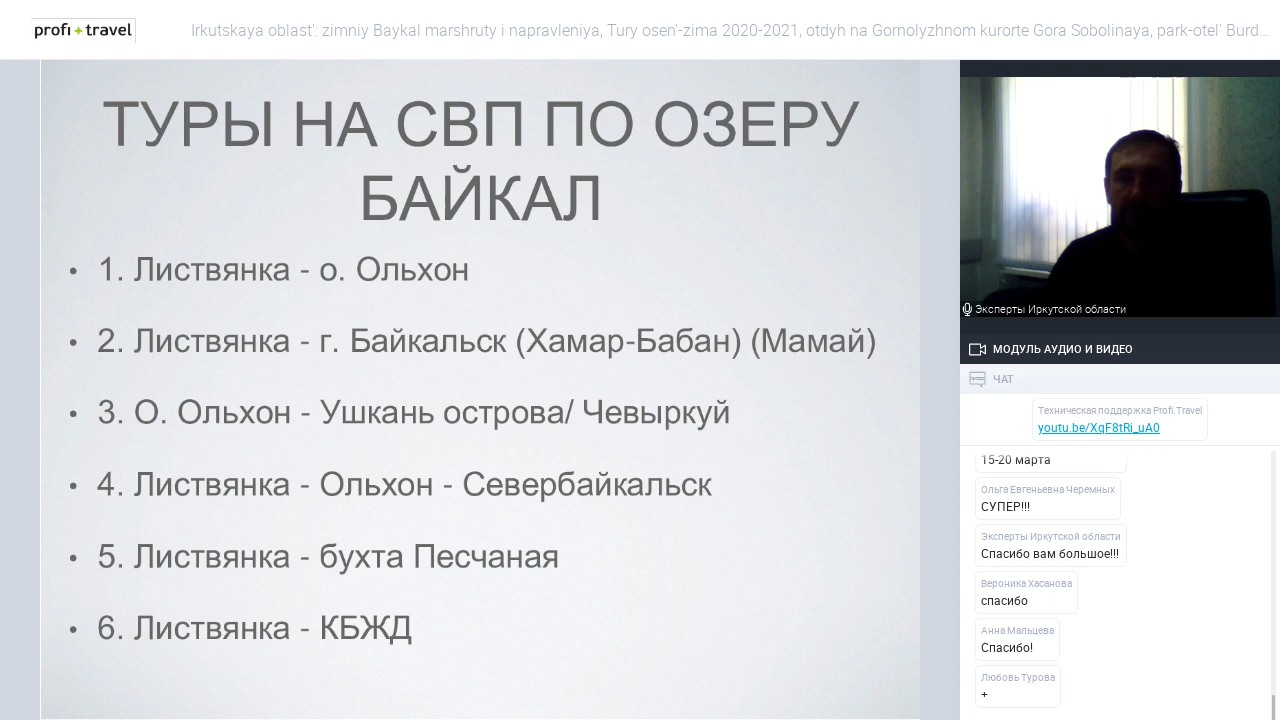 profi + travel
Irkutskaya oblast': zimniy Baykal marshruty i napravleniya, Tury osen'-zima 2020-2021, otdyh na Gornolyzhnom kurorte Gora Sobolinaya, park-otel' Burd...
ТУРЫ НА СВП ПО ОЗЕРУ
БАЙКАЛ
• 1. Листвянка - о. Ольхон
• 2. Листвянка - г. Байкальск (Хамар-Бабан) (Мамай)
• 3. О. Ольхон - Ушкань острова/ Чевыркуй
• 4. Листвянка - Ольхон - Севербайкальск
• 5. Листвянка - бухта Песчаная
• 6. Листвянка - КБЖД
Эксперты Иркутской области
МОДУЛЬ АУДИО И ВИДЕО
ЧАТ
Техническая поддержка Profi.Travel
youtu.be/XqF8tRi_uA0
15-20 марта
Ольга Евгеньевна Черемных
СУПЕР!!!
Эксперты Иркутской области
Спасибо вам большое!!!
Вероника Хасанова
спасибо
Анна Мальцева
Спасибо!
Любовь Турова
+